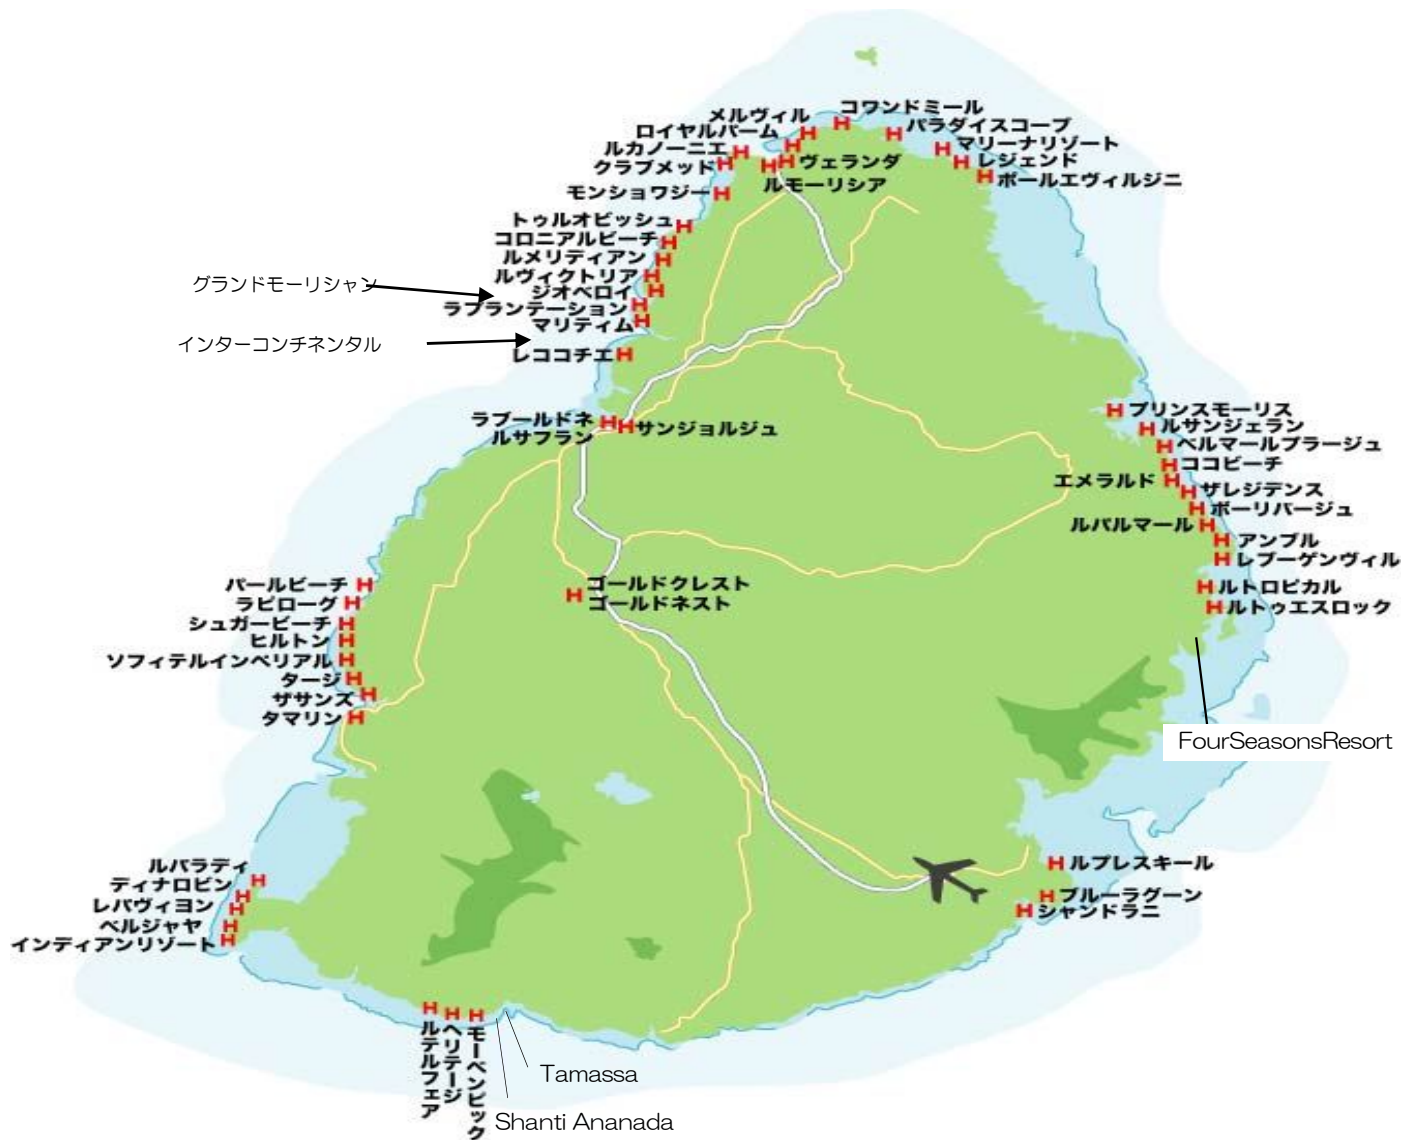 コワンドミール
メルヴィル
パラダイスコーブ
ロイヤルパーム
マリーナリゾート
ルカノーニエ
ヴェランダ
レジェンド
クラブメッド
ルモーリシア
ポールエヴィルジニ
モンショワジー
トゥルオビッシュ
コロニアルビーチ
ルメリディアン
グランドモーリシャン
ルヴィクトリア
ジオベロイ
ラプランテーション
マリティム
インターコンチネンタル
レココチエ
ラブールドネ
サンジョルジュ
ルサフラン
プリンスモーリス
ルサンジェラン
ベルマールプラージュ
ココビーチ
エメラルド
ザレジデンス
ボーリバージュ
ルパルマール
アンブル
レブーゲンヴィル
ルトロピカル
ルトゥエスロック
ゴールドクレスト
ゴールドネスト
パールビーチ
ラピローグ
シュガービーチ
ヒルトン
ソフィテルインペリアル
タージ
ザサンズ
タマリン
FourSeasonsResort
ルパラディ
ディナロビン
レパヴィヨン
ベルジャヤ
インディアンリゾート
ルプレスキール
ブルーラグーン
シャンドラニ
ルテルフェア
ヘリテージ
モーベンピック
Tamassa
Shanti Ananada